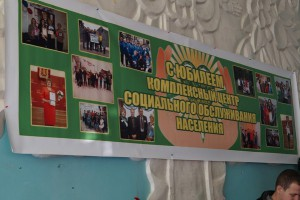 С ЮБИЛЕЕМ
КОМПЛЕКСНЫЙ ЦЕНТР
СОЦИАЛЬНОГО ОБСЛУЖИВАНИЯ
НАСЕЛЕНИЯ